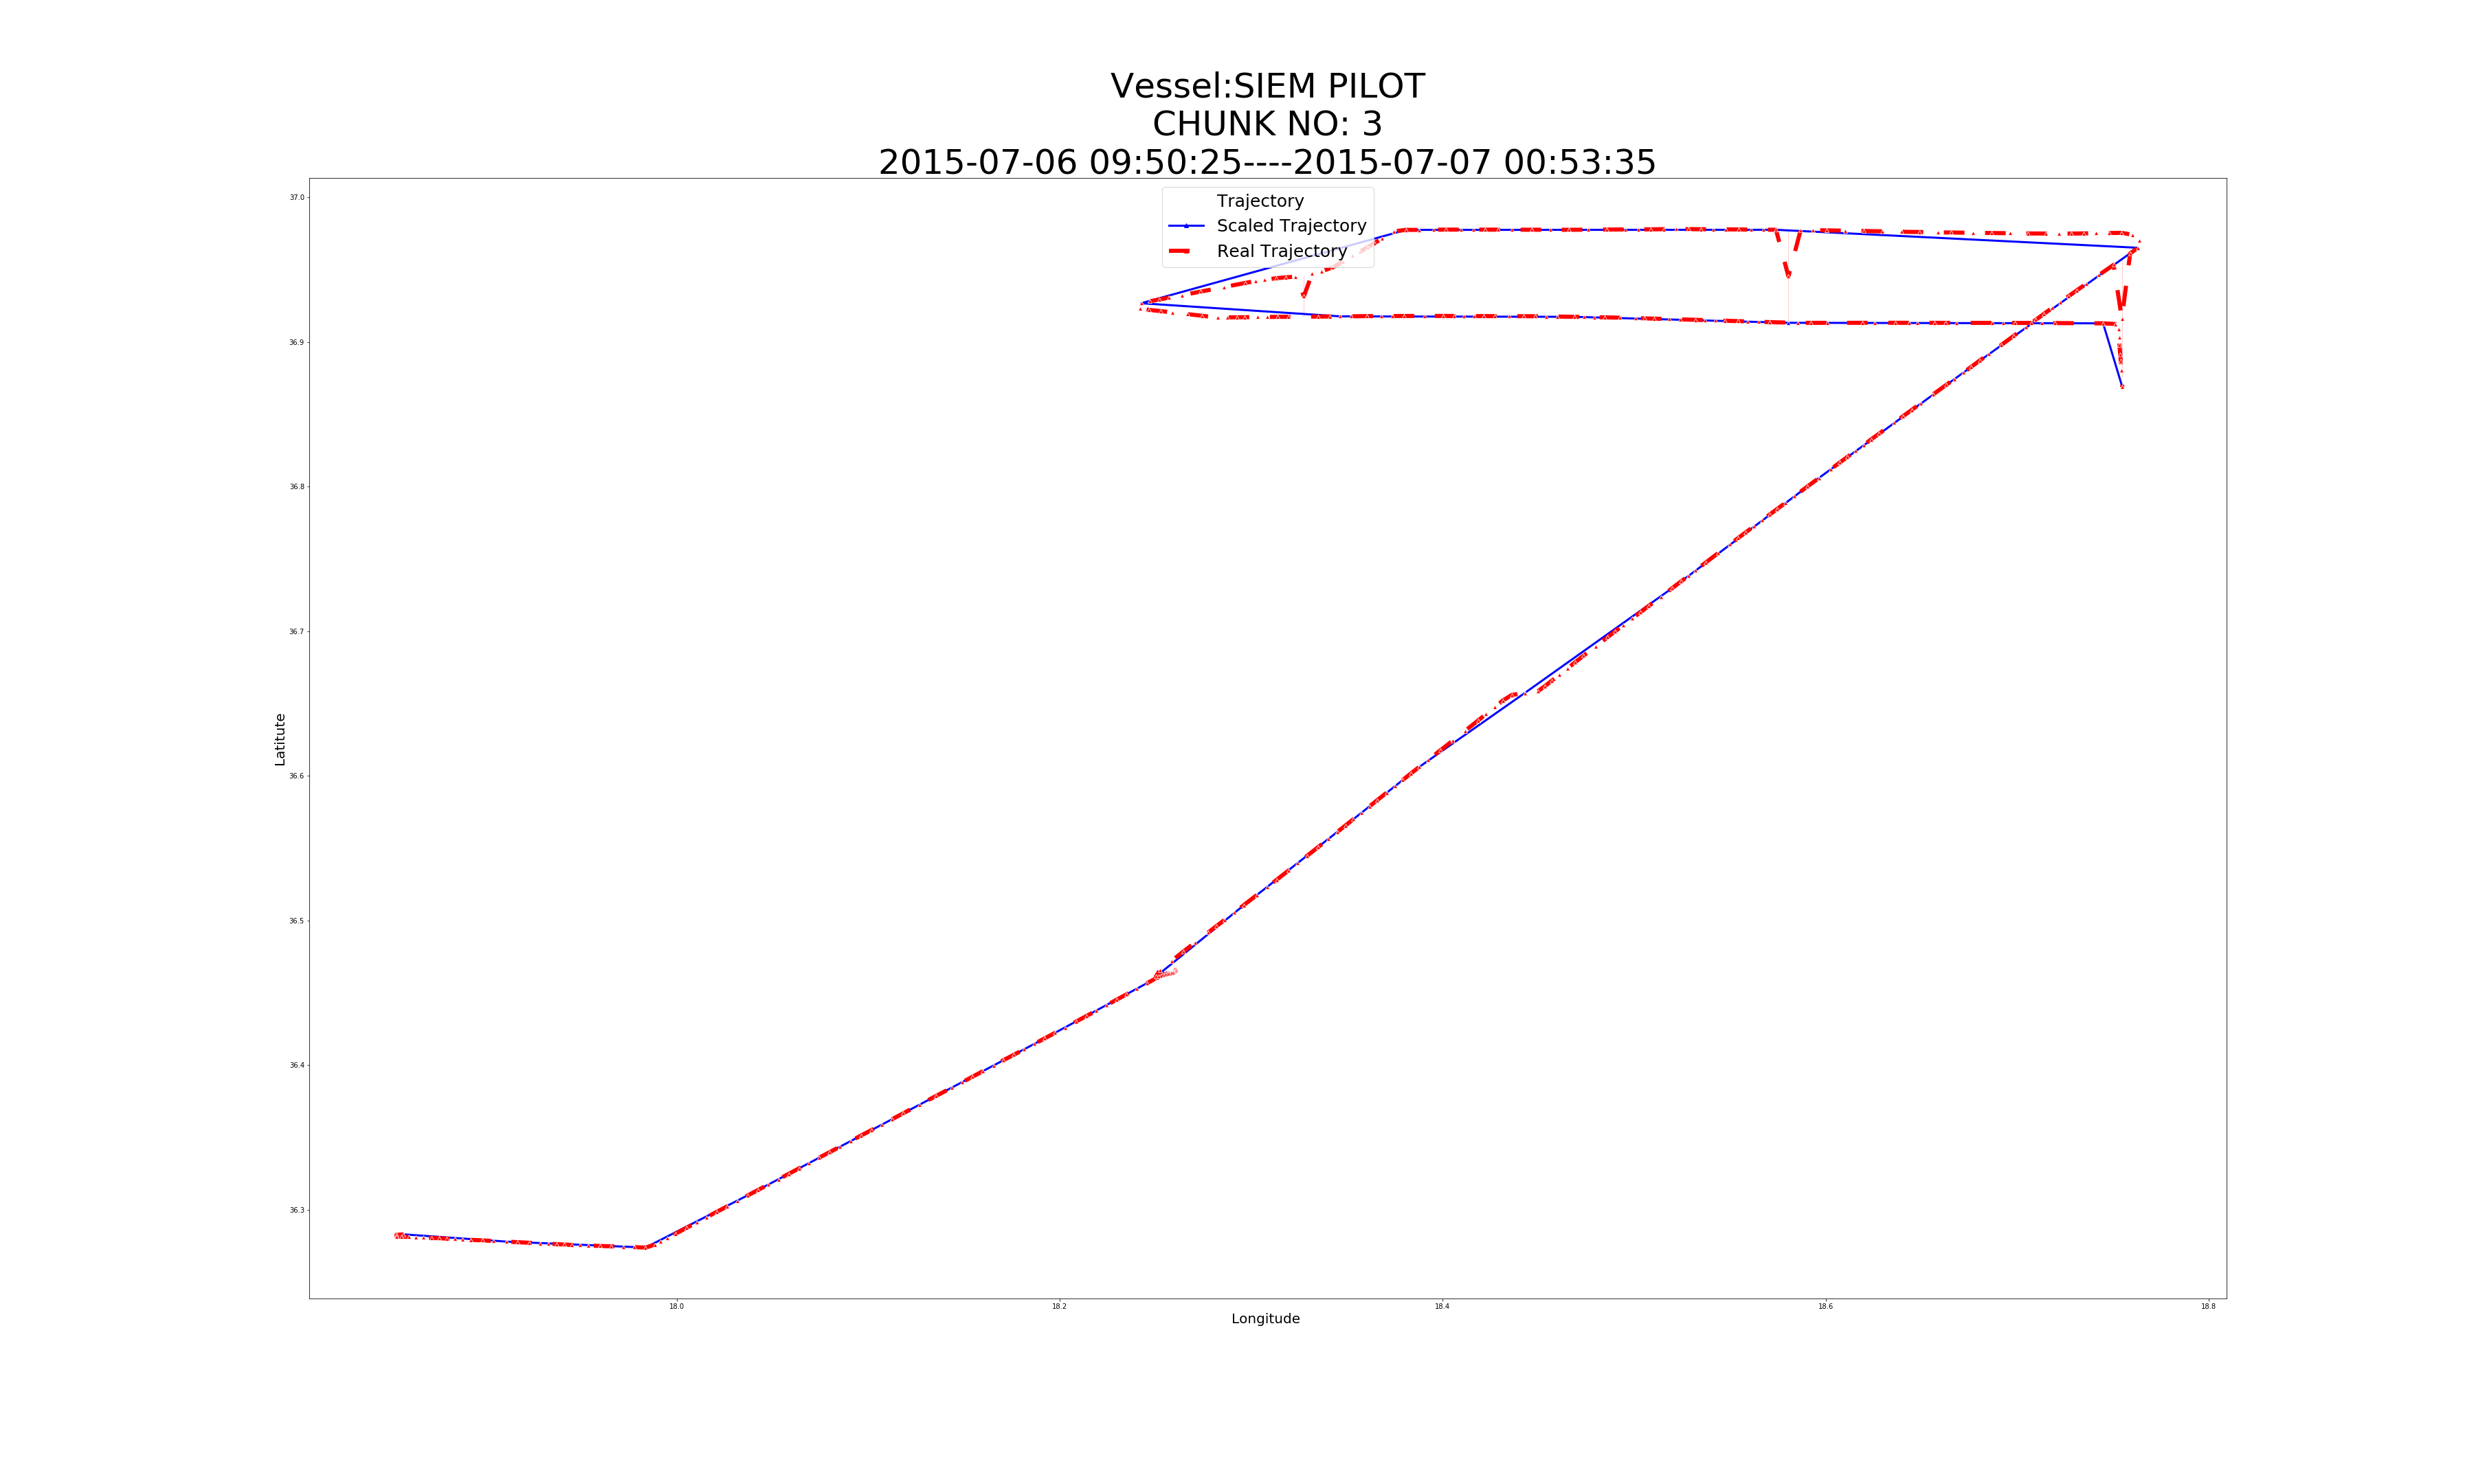 Vessel:SIEM PILOT
CHUNK NO: 3
2015-07-06 09:50:25----2015-07-07 00:53:35
Trajectory
Scaled Trajectory
Real Trajectory
37.0
36.9
36.8
36.7
36.6
36.5
36.4
36.3
Latitute
18.0
18.2
18.4
18.6
18.8
Longitude